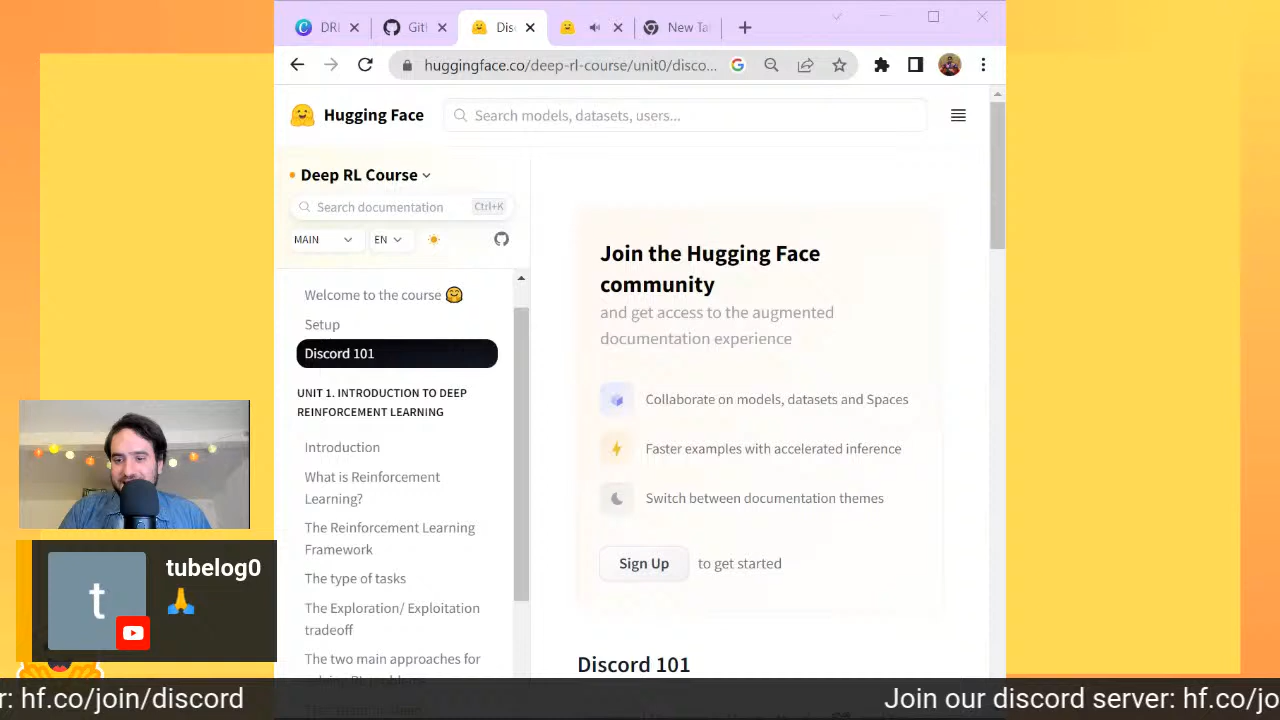 DRL
Git
Dis
New Ta
huggingface.co/deep-rl-course/unit0/disco...
Hugging Face
Search models, datasets, users...
Deep RL Course
Search documentation
Ctrl+K
MAIN
EN
Welcome to the course
Setup
Discord 101
UNIT 1. INTRODUCTION TO DEEP
REINFORCEMENT LEARNING
Introduction
What is Reinforcement
Learning?
The Reinforcement Learning
Framework
The type of tasks
The Exploration/ Exploitation
tradeoff
The two main approaches for
Join the Hugging Face
community
and get access to the augmented
documentation experience
Collaborate on models, datasets and Spaces
Faster examples with accelerated inference
Switch between documentation themes
Sign Up
to get started
Discord 101
t
tubelog0
r: hf.co/join/discord
Join our discord server: hf.co/jo